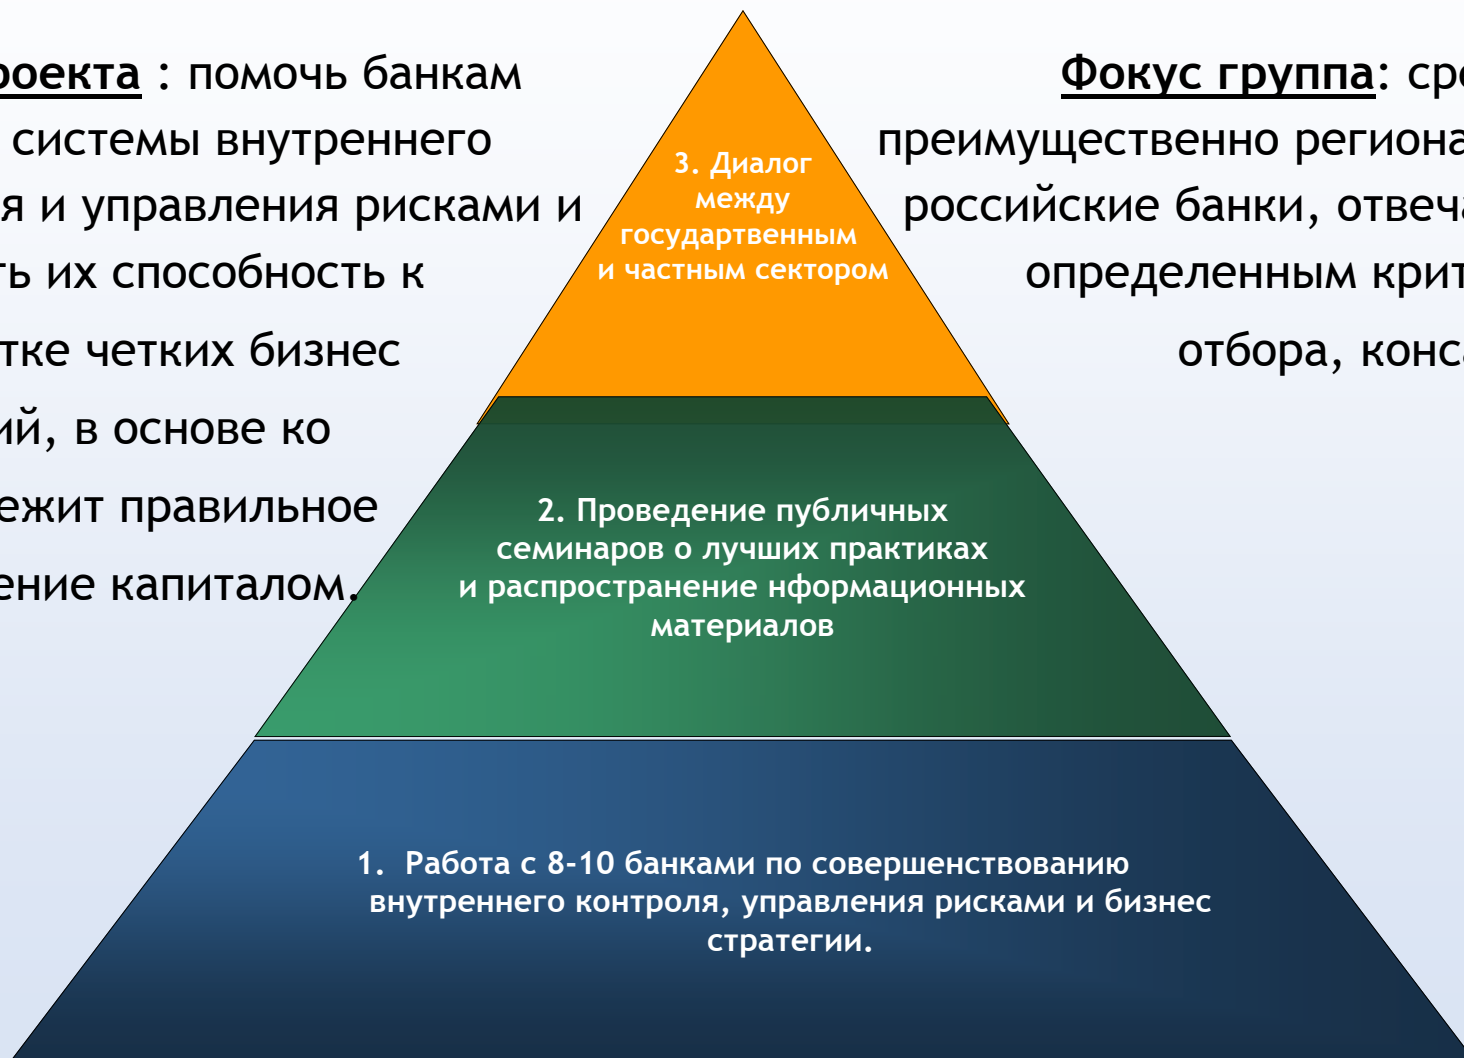 роекта : помочь банкам
системы внутреннего
я и управления рисками и
ть их способность к
тке четких бизнес
ий, в основе ко
ежит правильное
ение капиталом.
Фокус группа: сре
преимущественно региона
российские банки, отвеча
определенным крит
отбора, конса
3. Диалог
между
государтвенным
и частным сектором
2. Проведение публичных
семинаров о лучших практиках
и распространение нформационных
материалов
1. Работа с 8-10 банками по совершенствованию
внутреннего контроля, управления рисками и бизнес
стратегии.